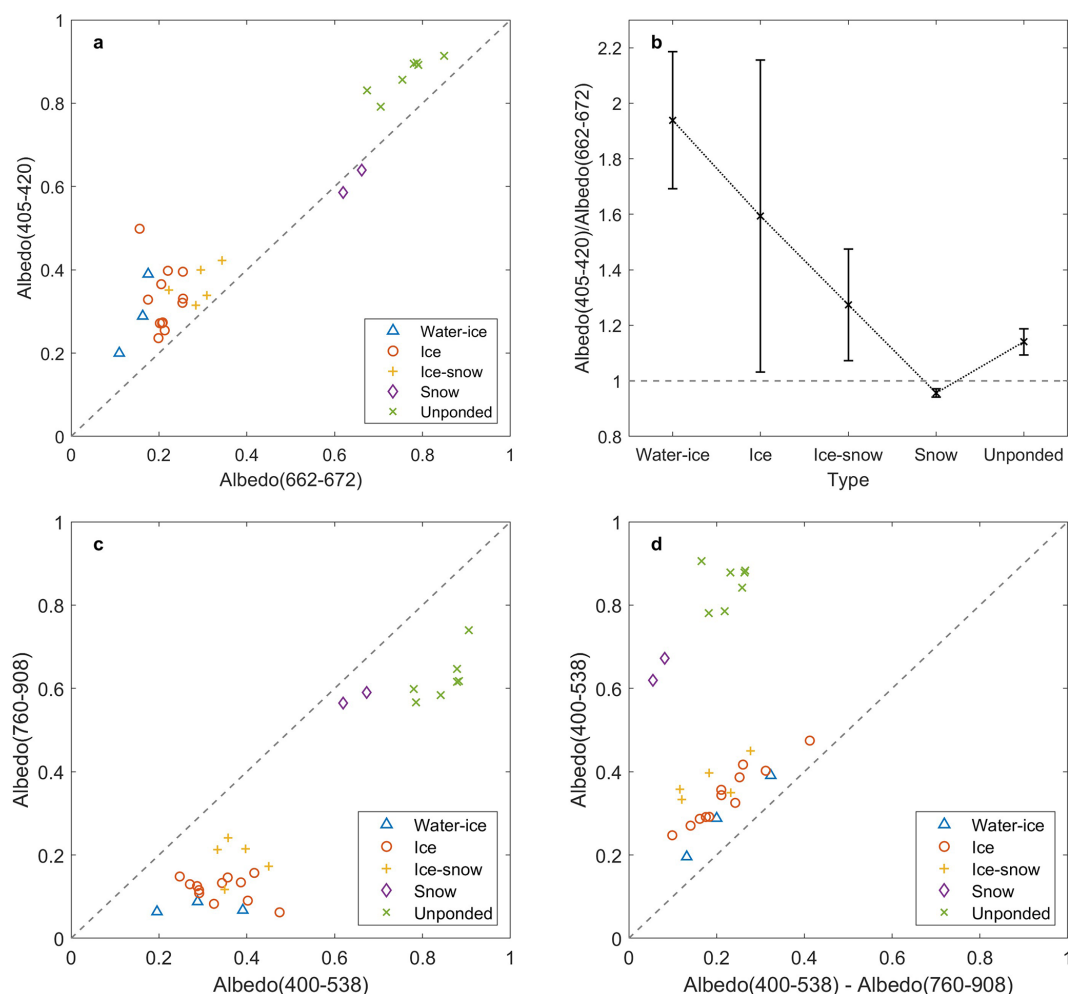 a
1
0.8
0.6
0.4
0.2
0
0
0.2
0.4
0.6
0.8
1
Albedo(405-420)
Albedo(662-672)
Water-ice
Ice
Ice-snow
Snow
Unponded
b
2.2
2
1.8
1.6
1.4
1.2
1
0.8
Water-ice
Ice
Ice-snow
Snow
Unponded
Albedo(405-420)/Albedo(662-672)
Type
c
1
0.8
0.6
0.4
0.2
0
0
0.2
0.4
0.6
0.8
1
Albedo(760-908)
Albedo(400-538)
Water-ice
Ice
Ice-snow
Snow
Unponded
d
1
0.8
0.6
0.4
0.2
0
0
0.2
0.4
0.6
0.8
1
Albedo(400-538)
Albedo(400-538) - Albedo(760-908)
Water-ice
Ice
Ice-snow
Snow
Unponded